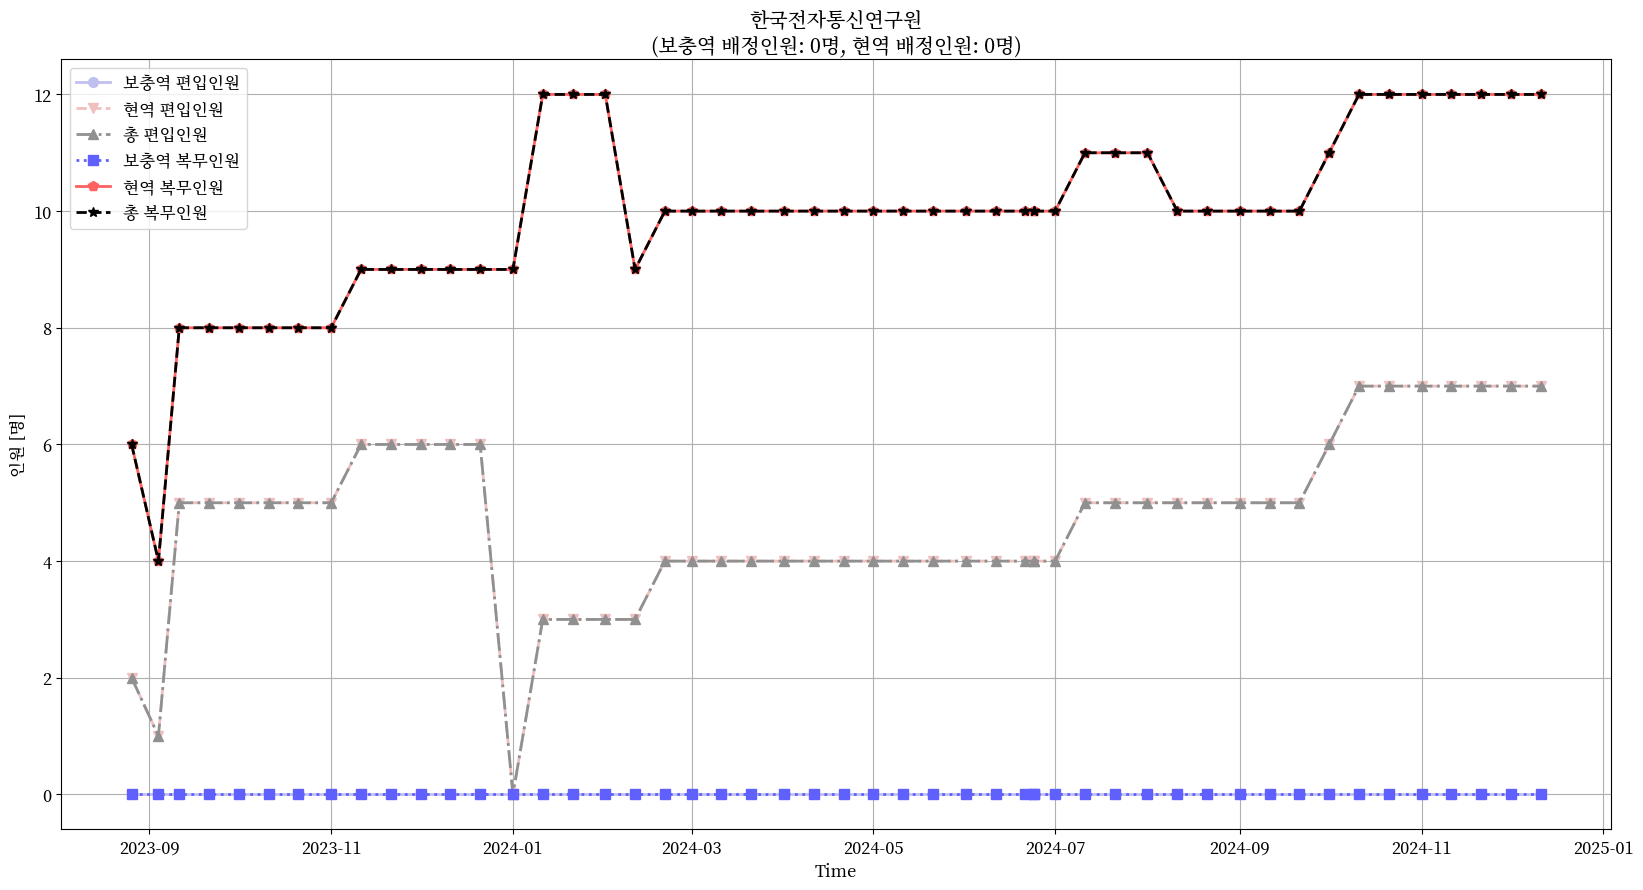 한국전자통신연구원
(보충역 배정인원: 0명, 현역 배정인원: 0명)
보충역 편입인원
현역 편입인원
총 편입인원
보충역 복무인원
현역 복무인원
총 복무인원
인원 [명]
12
10
8
6
4
2
0
2023-09
2023-11
2024-01
2024-03
2024-05
2024-07
2024-09
2024-11
2025-01
Time